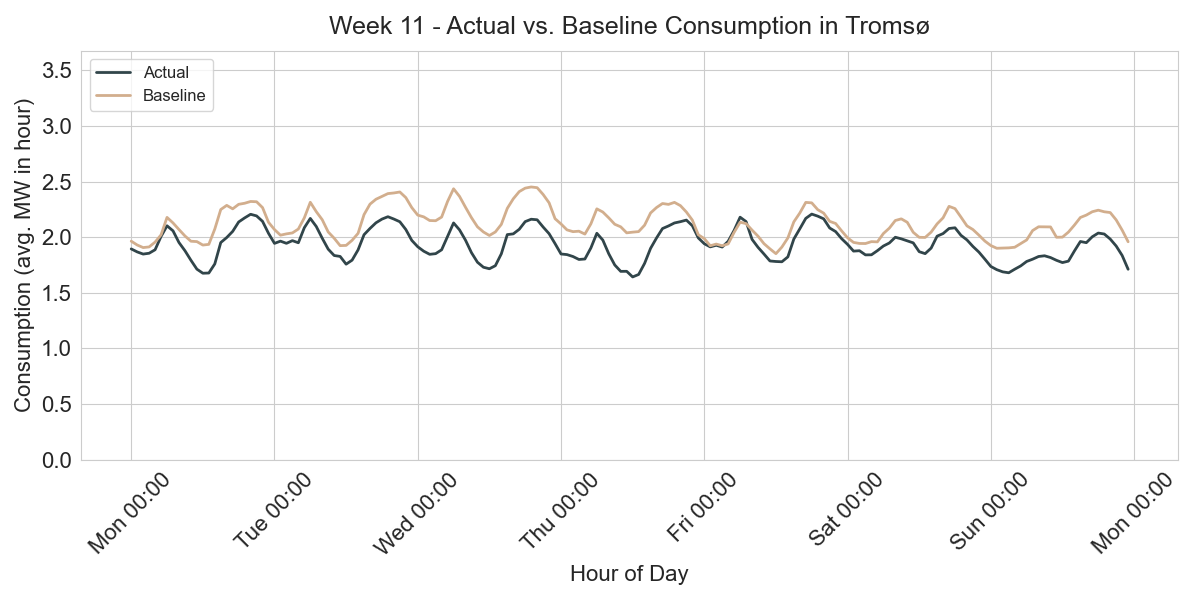 Week 11 - Actual vs. Baseline Consumption in Tromsø
Actual
Baseline
Consumption (avg. MW in hour)
3.5
3.0
2.5
2.0
1.5
1.0
0.5
0.0
Mon 00:00
Tue 00:00
Wed 00:00
Thu 00:00
Fri 00:00
Sat 00:00
Sun 00:00
Mon 00:00
Hour of Day